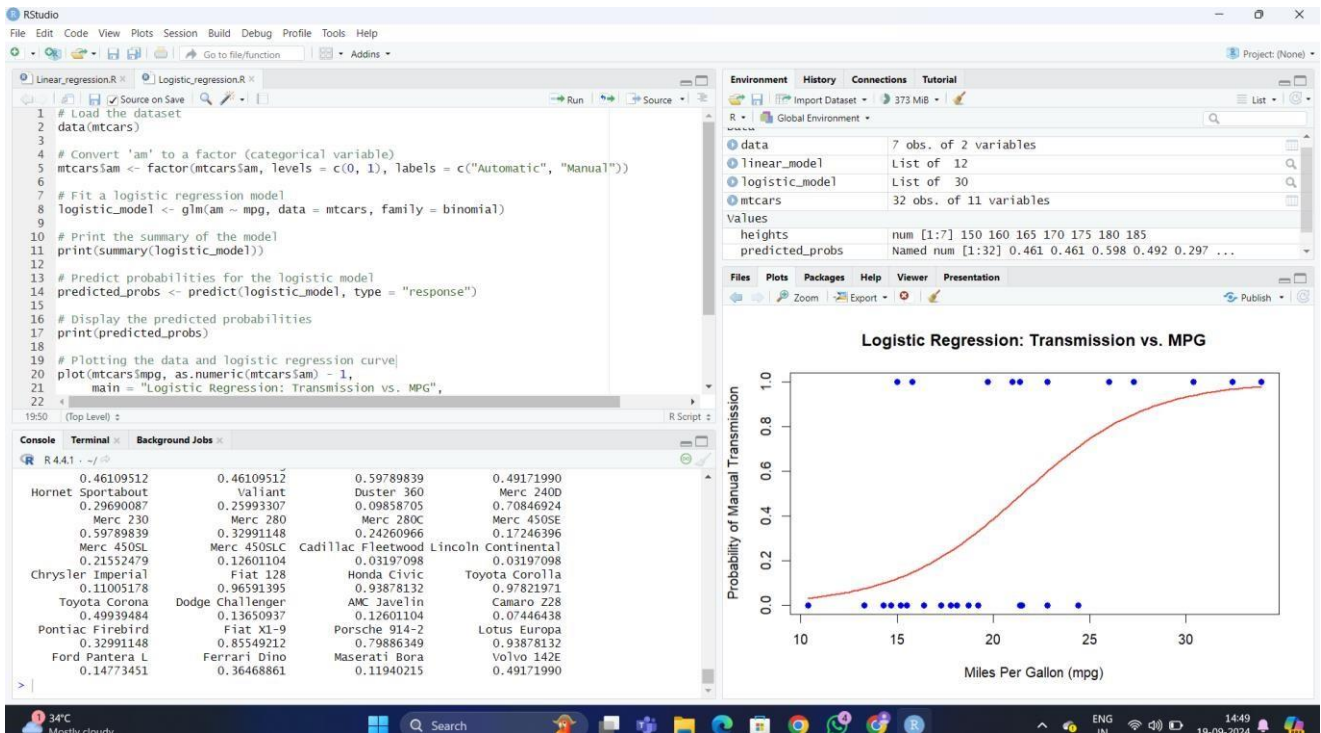 RStudio
File Edit Code View Plots Session Build Debug Profile Tools Help
Go to file/function Addins
Project: (None)
Linear_regression.R Logistic_regression.R
Source on Save Run Source
1 # Load the dataset
2 data(mtcars)
3
4 # Convert 'am' to a factor (categorical variable)
5 mtcars$am <- factor(mtcars$am, levels = c(0, 1), labels = c("Automatic", "Manual"))
6
7 # Fit a logistic regression model
8 logistic_model <- glm(am ~ mpg, data = mtcars, family = binomial)
9
10 # Print the summary of the model
11 print(summary(logistic_model))
12
13 # Predict probabilities for the logistic model
14 predicted_probs <- predict(logistic_model, type = "response")
15
16 # Display the predicted probabilities
17 print(predicted_probs)
18
19 # Plotting the data and logistic regression curve
20 plot(mtcars$mpg, as.numeric(mtcars$am) - 1,
21 main = "Logistic Regression: Transmission vs. MPG",
22
19:50 (Top Level) R Script
Console Terminal Background Jobs
R 4.4.1 · ~/
0.46109512 0.46109512 0.59789839 0.49171990
Hornet Sportabout Valiant Duster 360 Merc 240D
0.29690087 0.25993307 0.09858705 0.70846924
Merc 230 Merc 280 Merc 280C Merc 450SE
0.59789839 0.32991148 0.24260966 0.17246396
Merc 450SL Merc 450SLC Cadillac Fleetwood Lincoln Continental
0.21552479 0.12601104 0.03197098 0.03197098
Chrysler Imperial Fiat 128 Honda Civic Toyota Corolla
0.11005178 0.96591395 0.93878132 0.97821971
Toyota Corona Dodge Challenger AMC Javelin Camaro Z28
0.49939484 0.13650937 0.12601104 0.07446438
Pontiac Firebird Fiat X1-9 Porsche 914-2 Lotus Europa
0.32991148 0.85549212 0.79886349 0.93878132
Ford Pantera L Ferrari Dino Maserati Bora Volvo 142E
0.14773451 0.36468861 0.11940215 0.49171990
>
Environment History Connections Tutorial
Import Dataset 373 MiB List
R Global Environment
Data
data 7 obs. of 2 variables
linear_model List of 12
logistic_model List of 30
mtcars 32 obs. of 11 variables
Values
heights num [1:7] 150 160 165 170 175 180 185
predicted_probs Named num [1:32] 0.461 0.461 0.598 0.492 0.297 ...
Files Plots Packages Help Viewer Presentation
Zoom Export Publish
Logistic Regression: Transmission vs. MPG
Probability of Manual Transmission
1.0
0.8
0.6
0.4
0.2
0.0
10 15 20 25 30
Miles Per Gallon (mpg)
1 34°C
Mostly cloudy
Search
4
R
ENG
IN
14:49
19-09-2024